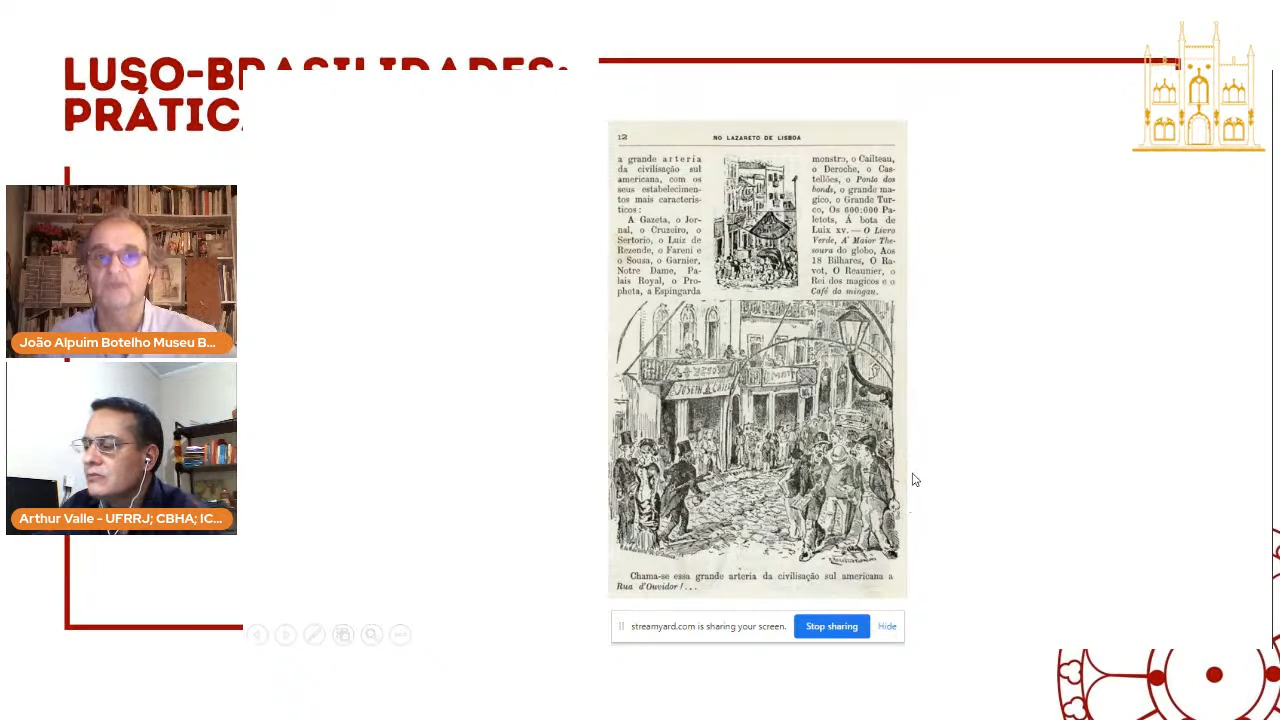 LUSO-BRASILIDADES:
PRÁTIC
João Alpuim Botelho Museu B...
Arthur Valle - UFRRJ; CBHA; IC...
12
NO LAZARETO DE LISBOA
a grande arteria
da civilisação sul
americana, com os
seus estabelecimen-
tos mais caracteris-
ticos:
A Gazeta, o Jor-
nal, o Cruzeiro, o
Sertorio, o Luiz de
Rezende, o Farani e
o Sousa, o Garnier,
Notre Dame, Pa-
lais Royal, o Pro-
pheta, a Espingarda
monstro, o Cailteau,
o Deroche, o Cas-
tellões, o Ponto dos
bonds, o grande ma-
gico, o Grande Tur-
co, Os 600:000 Pa-
letots, Á bota de
Luix xv. — O Livro
Verde, A' Maior The-
soura do globo, Aos
18 Bilhares, O Ra-
vot, O Reaunier, o
Rei dos magicos e o
Café do mingau.
Chama-se essa grande arteria da civilisação sul americana a
Rua d'Ouvidor!...
streamyard.com is sharing your screen.
Stop sharing
Hide